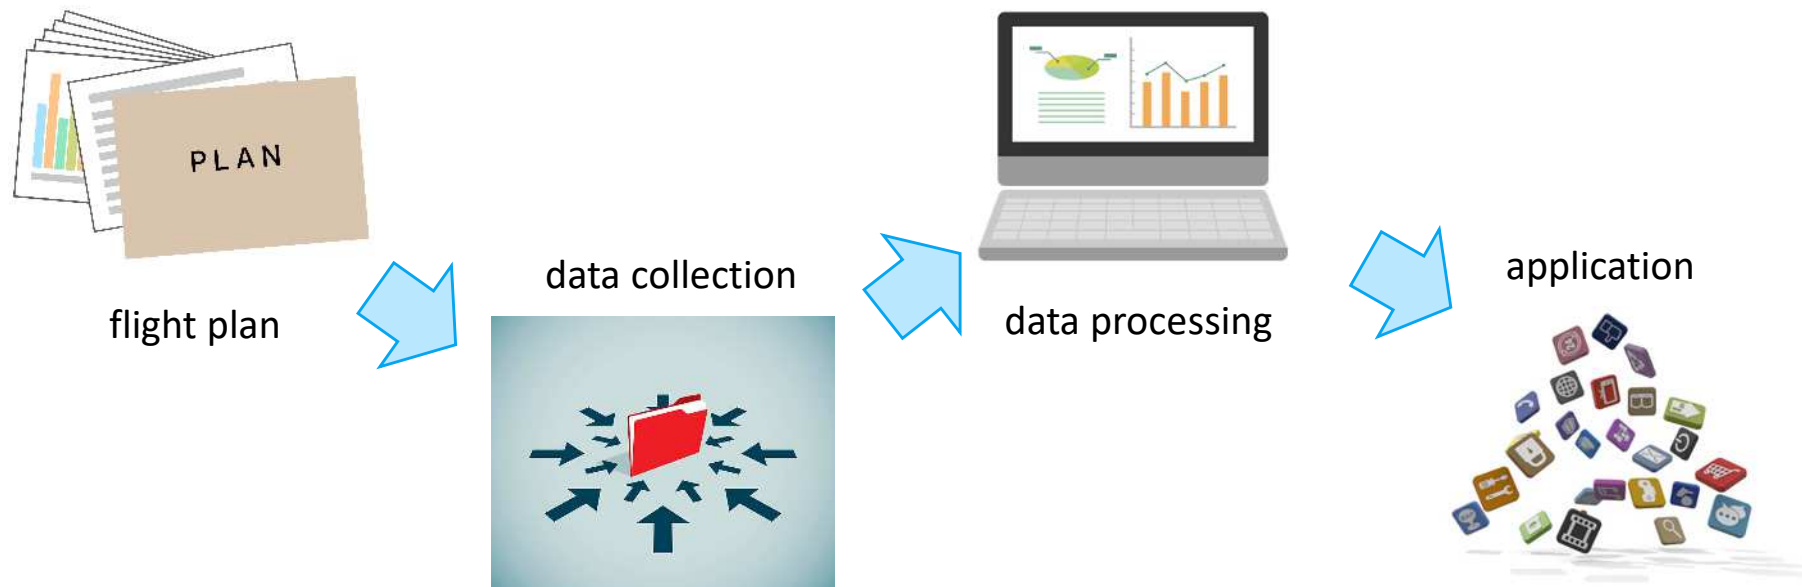 PLAN
flight plan
data collection
data processing
application